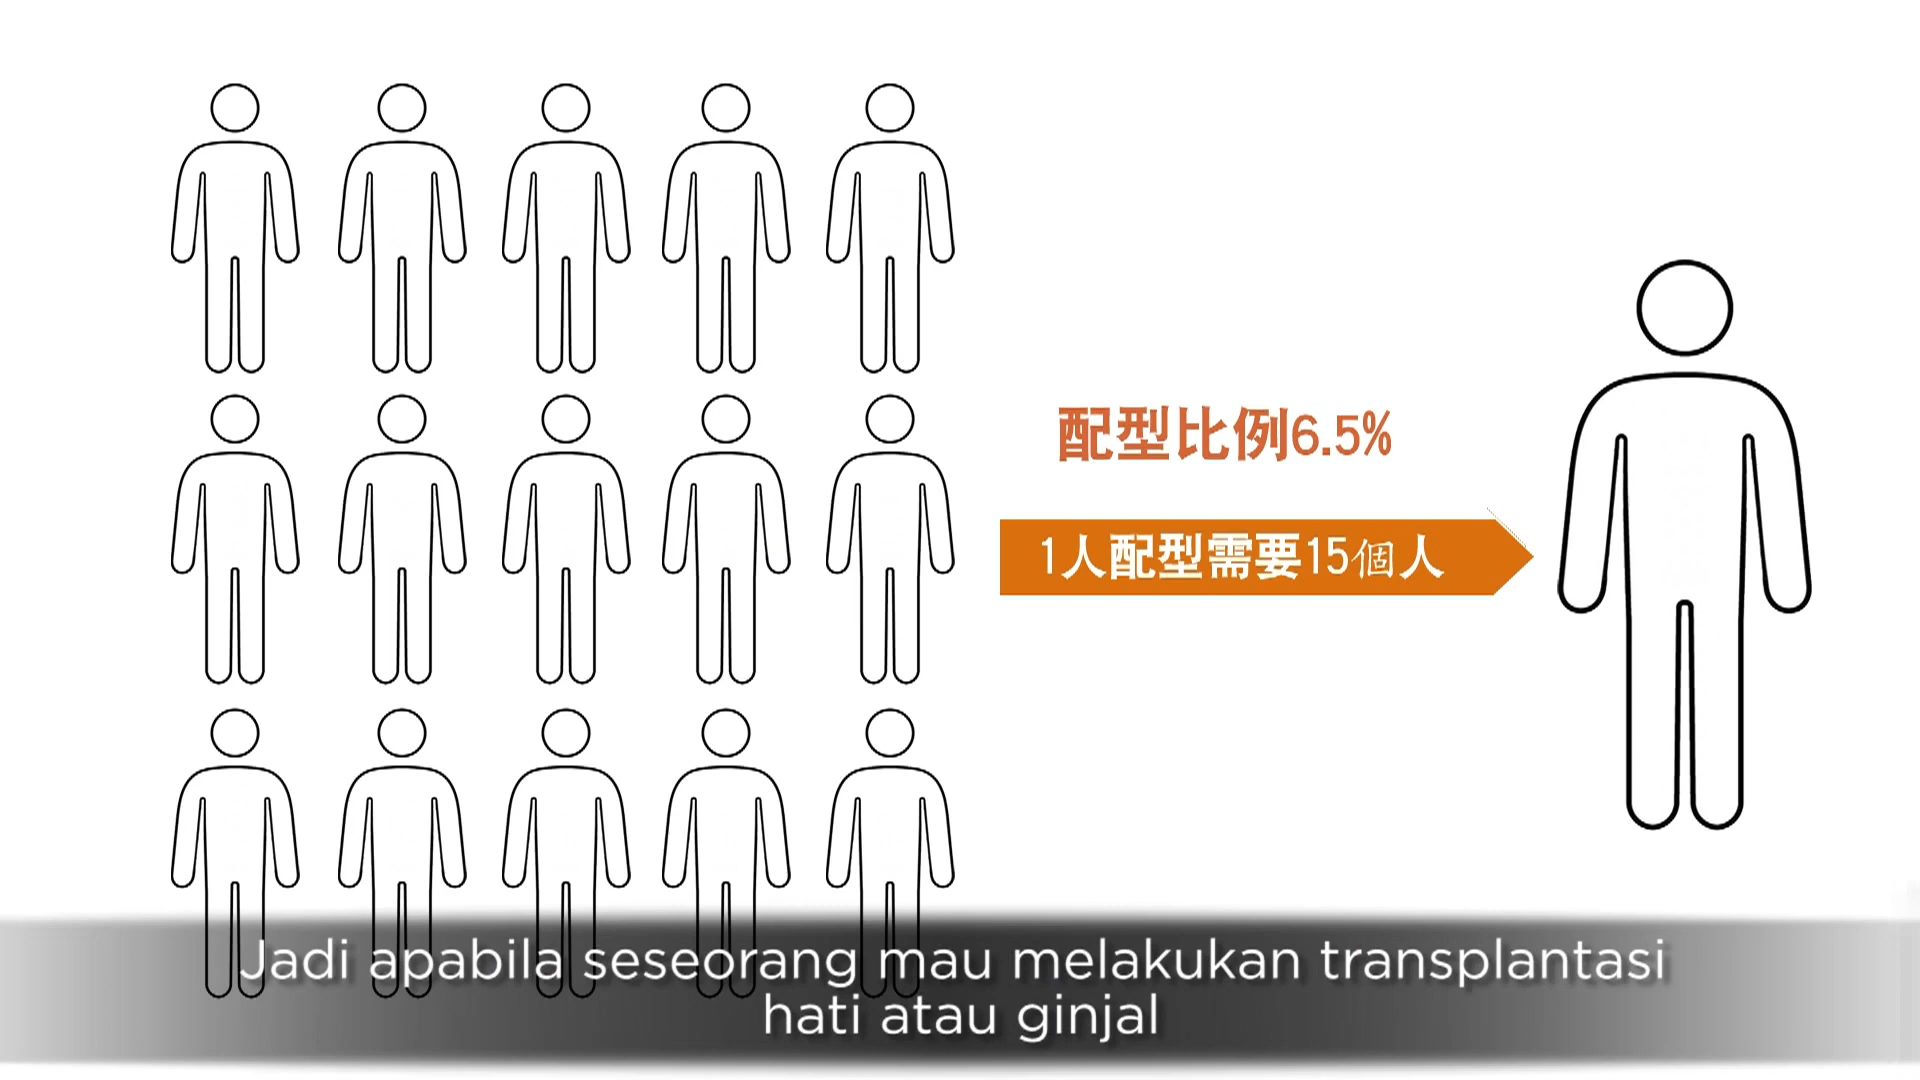 配型比例6.5%
1人配型需要15個人
Jadi apabila seseorang mau melakukan transplantasi
hati atau ginjal